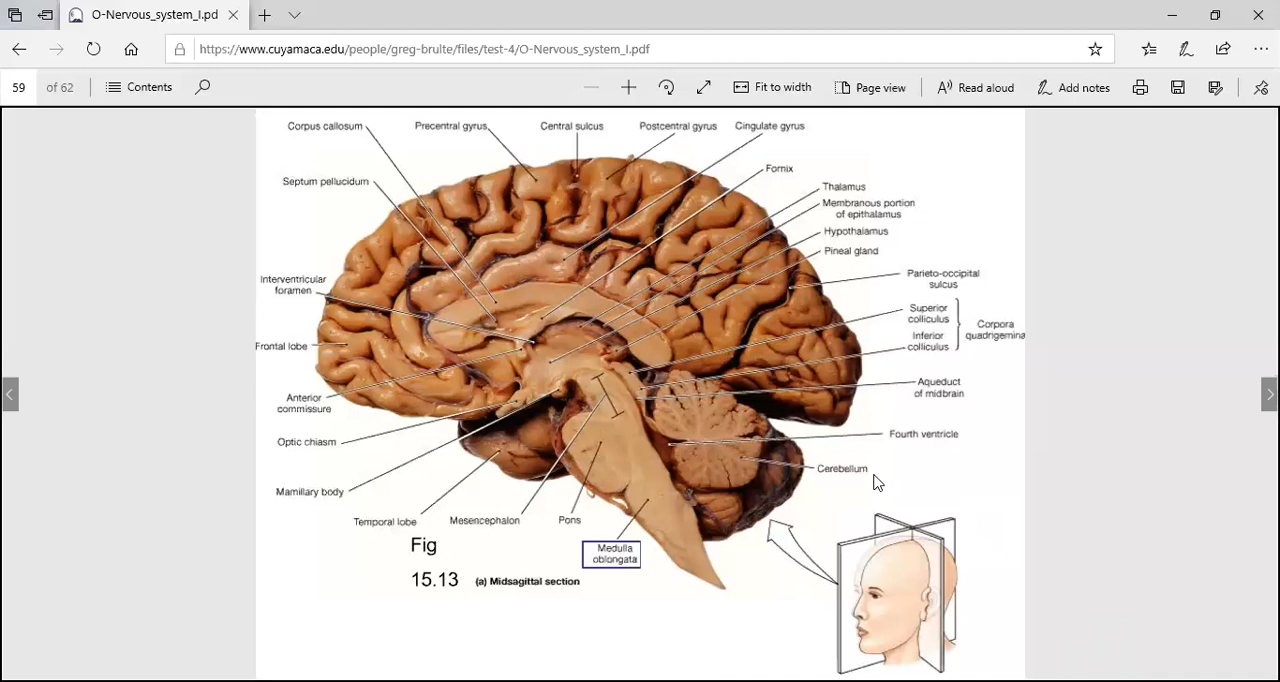 O-Nervous_system_I.pd
https://www.cuyamaca.edu/people/greg-brulte/files/test-4/O-Nervous_system_I.pdf
59 of 62
Contents
Fit to width
Page view
Read aloud
Add notes
Corpus callosum
Precentral gyrus
Central sulcus
Postcentral gyrus
Cingulate gyrus
Septum pellucidum
Fornix
Thalamus
Membranous portion
of epithalamus
Hypothalamus
Pineal gland
Interventricular
foramen
Parieto-occipital
sulcus
Superior
colliculus
Corpora
quadrigemina
Inferior
colliculus
Frontal lobe
Anterior
commissure
Aqueduct
of midbrain
Optic chiasm
Fourth ventricle
Cerebellum
Mamillary body
Temporal lobe
Mesencephalon
Pons
Medulla
oblongata
Fig
15.13
(a) Midsagittal section